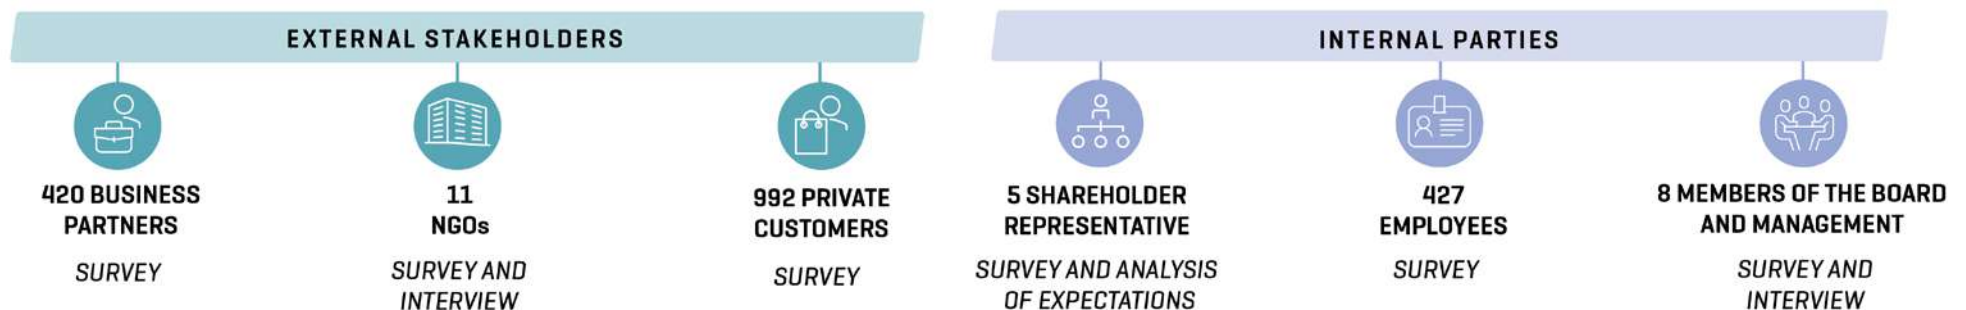 EXTERNAL STAKEHOLDERS
420 BUSINESS
PARTNERS
SURVEY
11
NGOs
SURVEY AND
INTERVIEW
992 PRIVATE
CUSTOMERS
SURVEY
INTERNAL PARTIES
5 SHAREHOLDER
REPRESENTATIVE
SURVEY AND ANALYSIS
OF EXPECTATIONS
427
EMPLOYEES
SURVEY
8 MEMBERS OF THE BOARD
AND MANAGEMENT
SURVEY AND
INTERVIEW